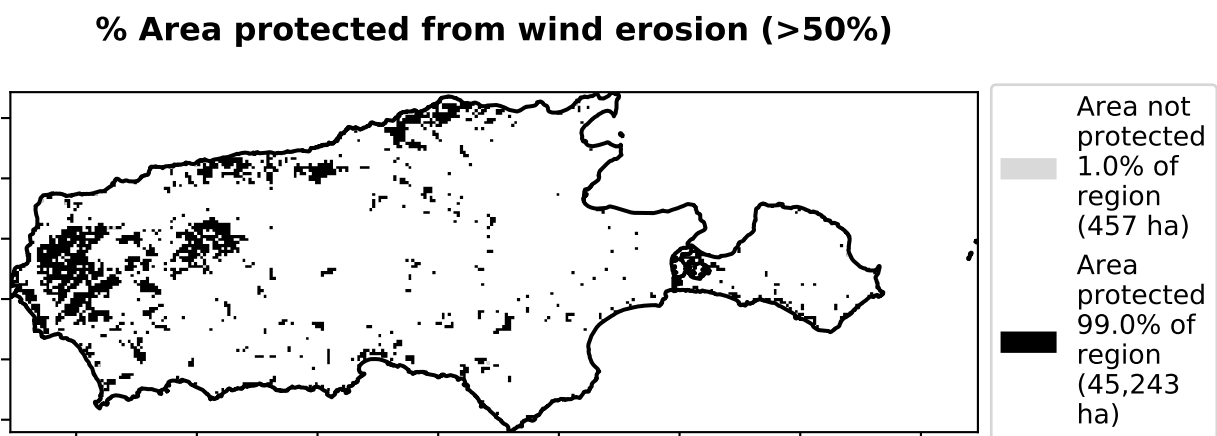 % Area protected from wind erosion (>50%)
Area not
protected
1.0% of
region
(457 ha)
Area
protected
99.0% of
region
(45,243
ha)